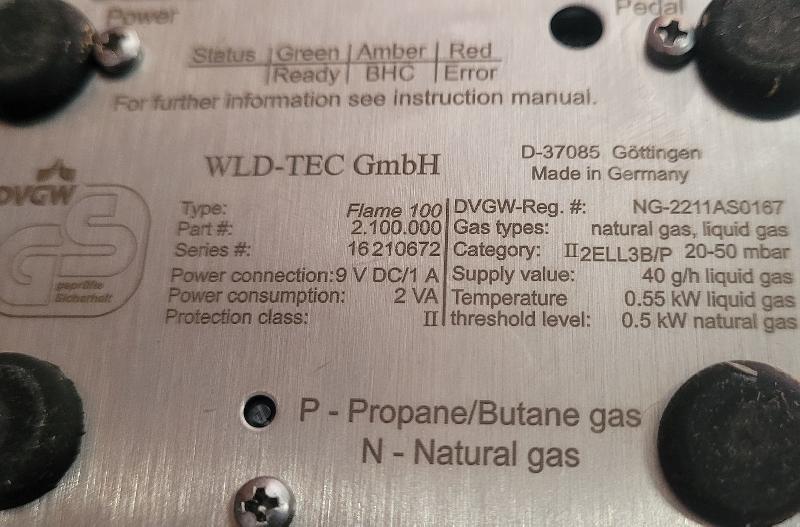 Power
Pedal
Status | Green | Amber | Red
Ready | BHC | Error
For further information see instruction manual.
WLD-TEC GmbH
D-37085 Göttingen
Made in Germany
DVGW
GS
geprüfte
Sicherheit
Type: Flame 100
Part #: 2.100.000
Series #: 16210672
Power connection: 9 V DC/1 A
Power consumption: 2 VA
Protection class: II
DVGW-Reg. #: NG-2211AS0167
Gas types: natural gas, liquid gas
Category: II2ELL3B/P 20-50 mbar
Supply value: 40 g/h liquid gas
Temperature 0.55 kW liquid gas
threshold level: 0.5 kW natural gas
P - Propane/Butane gas
N - Natural gas